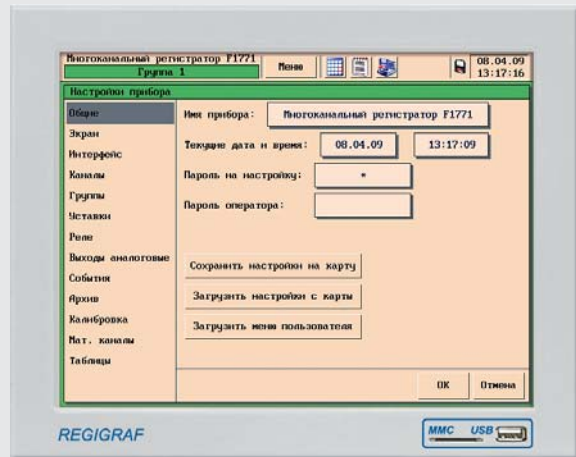 Многоканальный регистратор F1771
Группа 1
Меню
08.04.09
13:17:16
Настройки прибора
Общие
Экран
Интерфейс
Каналы
Группы
Уставки
Реле
Выходы аналоговые
События
Архив
Калибровка
Мат. каналы
Таблицы
Имя прибора: Многоканальный регистратор F1771
Текущие дата и время: 08.04.09 13:17:09
Пароль на настройку: *
Пароль оператора:
Сохранить настройки на карту
Загрузить настройки с карты
Загрузить меню пользователя
OK Отмена
REGIGRAF
MMC USB